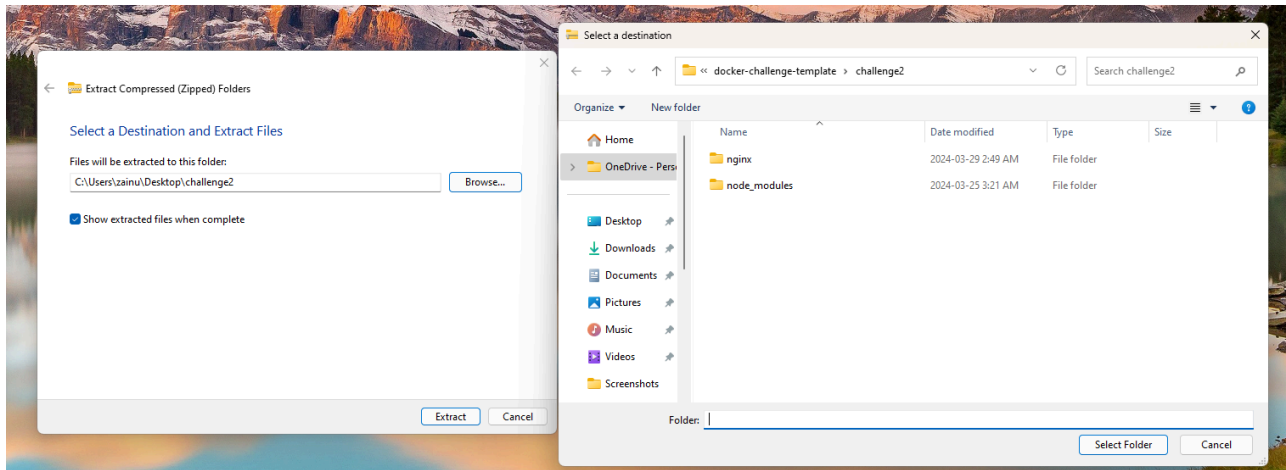 Extract Compressed (Zipped) Folders
Select a Destination and Extract Files
Files will be extracted to this folder:
C:\Users\zainu\Desktop\challenge2
Browse...
Show extracted files when complete
Extract Cancel
Select a destination
« docker-challenge-template › challenge2
Search challenge2
Organize New folder
Name Date modified Type Size
nginx 2024-03-29 2:49 AM File folder
node_modules 2024-03-25 3:21 AM File folder
Home
OneDrive - Pers
Desktop
Downloads
Documents
Pictures
Music
Videos
Screenshots
Folder:
Select Folder Cancel